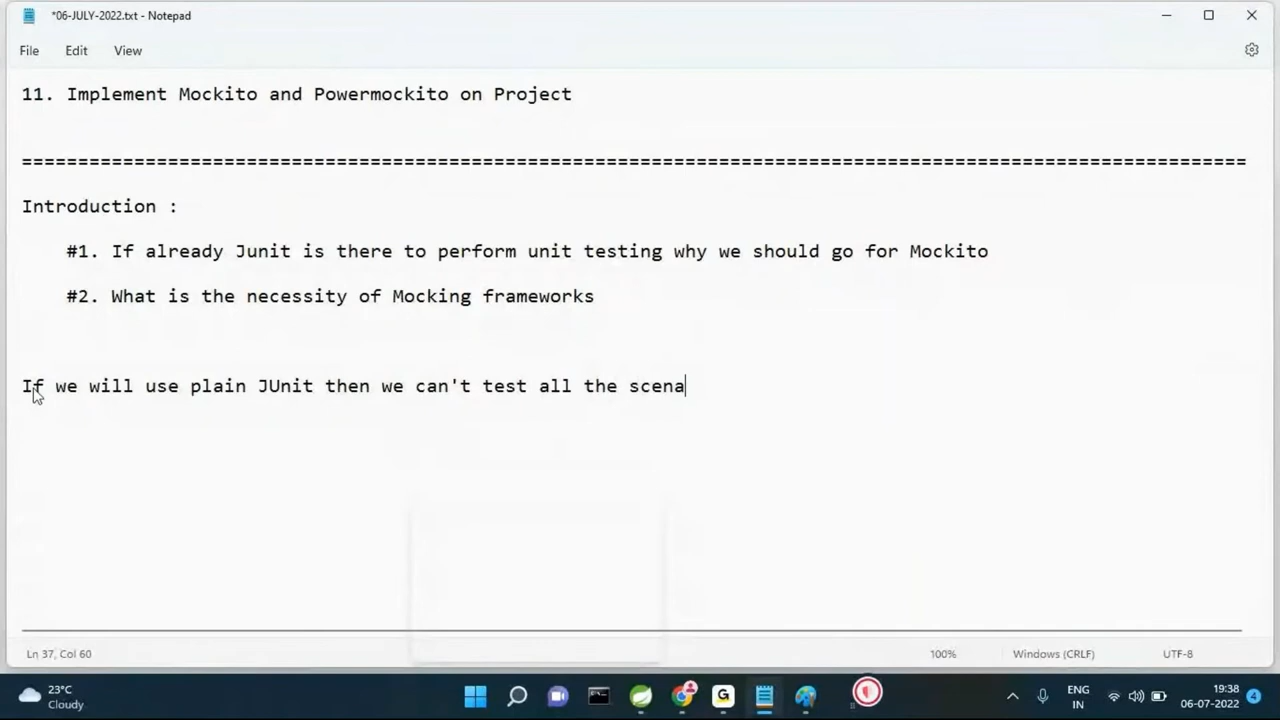 *06-JULY-2022.txt - Notepad
File Edit View
11. Implement Mockito and Powermockito on Project
=============================================================================================================
Introduction :
#1. If already Junit is there to perform unit testing why we should go for Mockito
#2. What is the necessity of Mocking frameworks
If we will use plain JUnit then we can't test all the scena
Ln 37, Col 60 100% Windows (CRLF) UTF-8
23°C
Cloudy
ENG
IN
19:38
06-07-2022
4